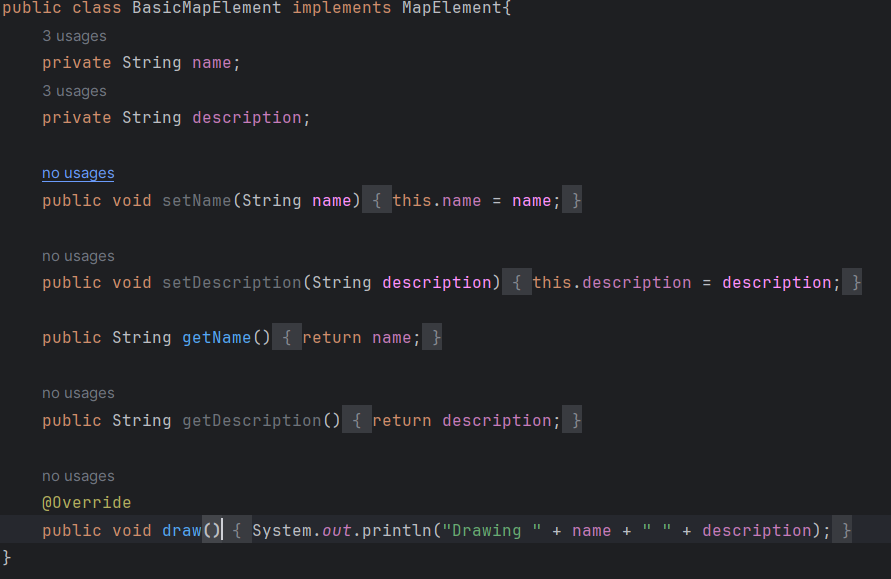 public class BasicMapElement implements MapElement{
3 usages
private String name;
3 usages
private String description;
no usages
public void setName(String name) { this.name = name; }
no usages
public void setDescription(String description) { this.description = description; }
public String getName() { return name; }
no usages
public String getDescription() { return description; }
no usages
@Override
public void draw() { System.out.println("Drawing " + name + " " + description); }
}